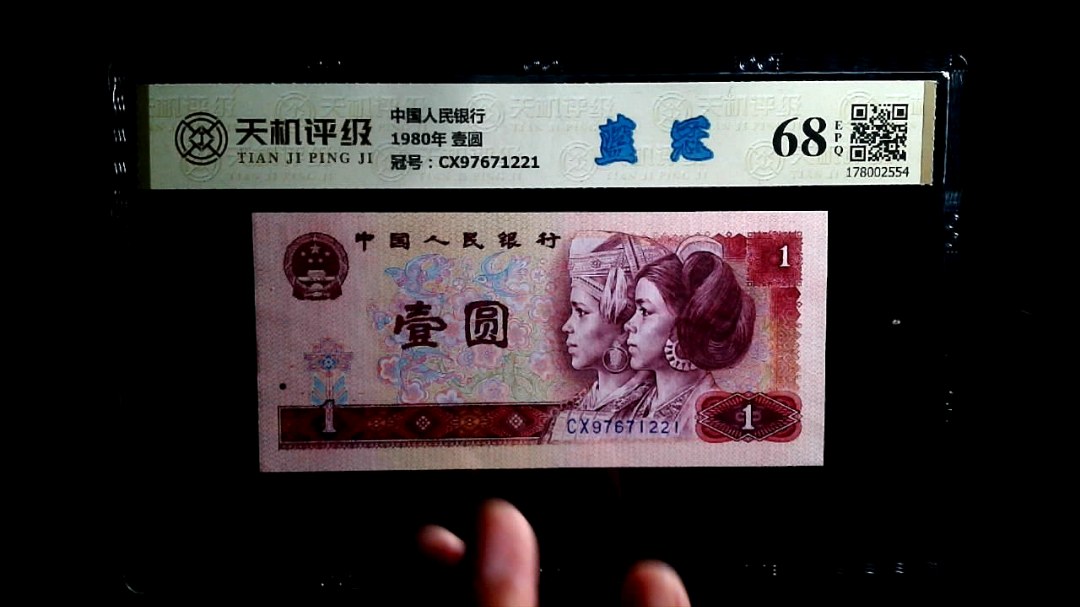 天机评级
TIAN JI PING JI
中国人民银行
1980年 壹圆
冠号：CX97671221
蓝冠
68
EPQ
178002554
中国人民银行
1
壹圆
1
CX97671221
1